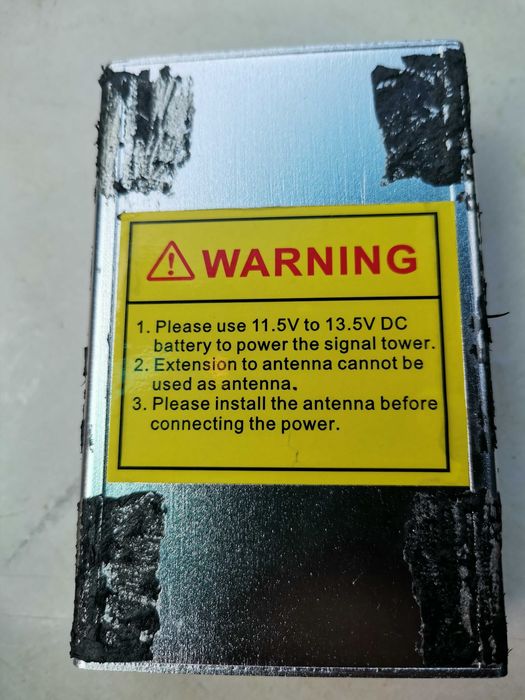 WARNING
1. Please use 11.5V to 13.5V DC
battery to power the signal tower.
2. Extension to antenna cannot be
used as antenna.
3. Please install the antenna before
connecting the power.